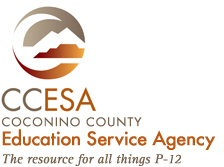 CCESA
COCONINO COUNTY
Education Service Agency
The resource for all things P-12